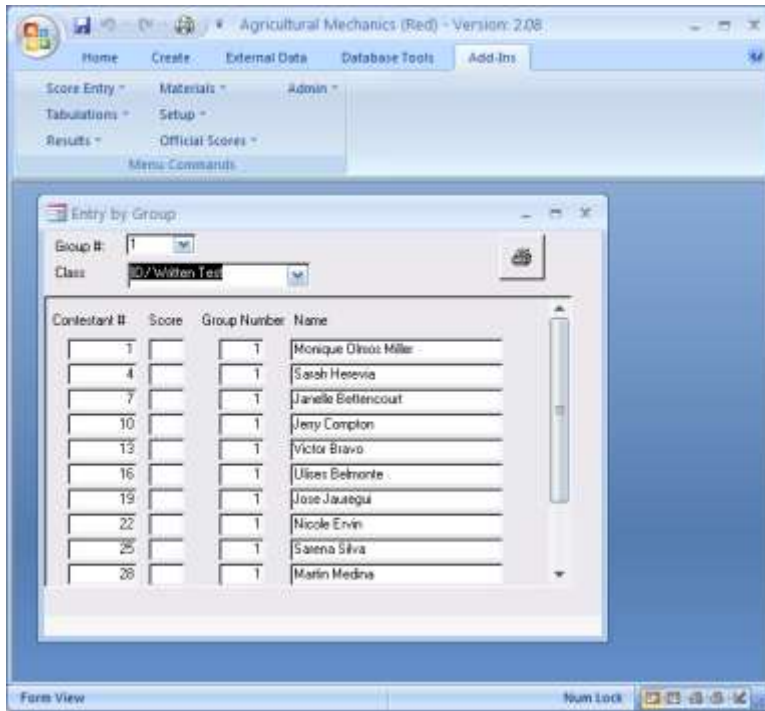 Agricultural Mechanics (Red) - Version: 2.08
Home Create External Data Database Tools Add-Ins
Score Entry Materials Admin
Tabulations Setup
Results Official Scores
Menu Commands
Entry by Group
Group #: 1
Class ID/Written Test
Contestant # Score Group Number Name
1 1 Monique Olmos Miller
4 1 Sarah Herevia
7 1 Janelle Bettencourt
10 1 Jerry Compton
13 1 Victor Bravo
16 1 Ulises Belmonte
19 1 Jose Jauregui
22 1 Nicole Ervin
25 1 Sarena Silva
28 1 Martin Medina
Form View Num Lock